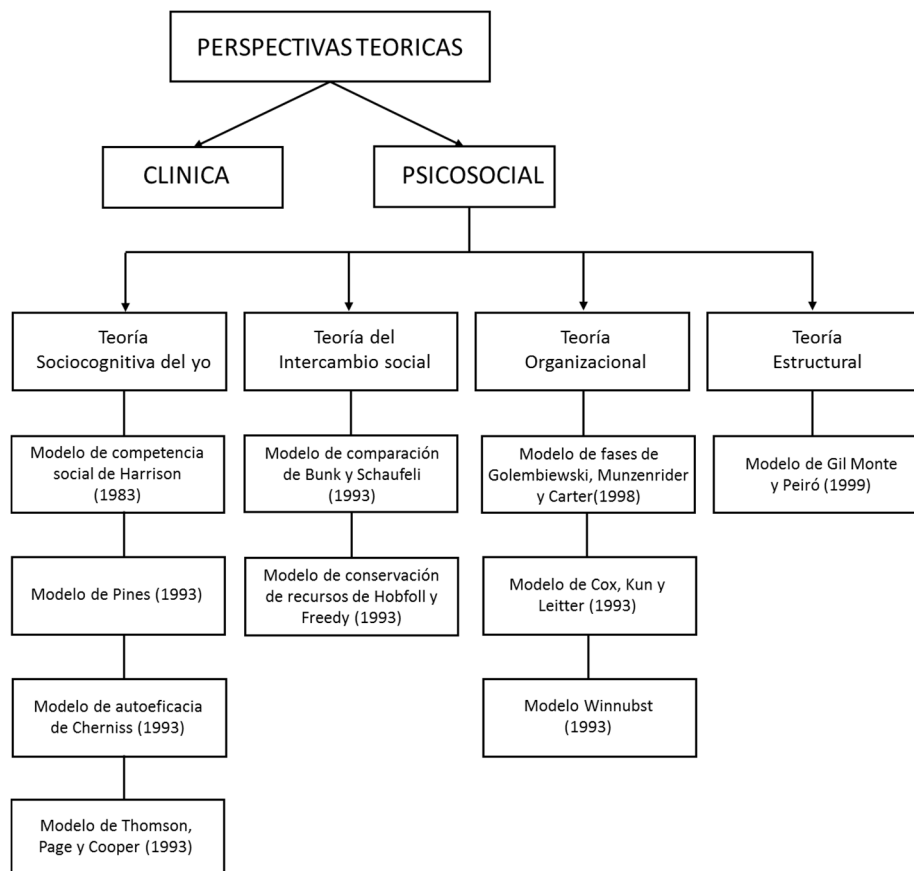 PERSPECTIVAS TEORICAS
CLINICA
PSICOSOCIAL
Teoría
Sociocognitiva del yo
Teoría del
Intercambio social
Teoría
Organizacional
Teoría
Estructural
Modelo de competencia
social de Harrison
(1983)
Modelo de comparación
de Bunk y Schaufeli
(1993)
Modelo de fases de
Golembiewski, Munzenrider
y Carter(1998)
Modelo de Gil Monte
y Peiró (1999)
Modelo de Pines (1993)
Modelo de conservación
de recursos de Hobfoll y
Freedy (1993)
Modelo de Cox, Kun y
Leitter (1993)
Modelo de autoeficacia
de Cherniss (1993)
Modelo Winnubst
(1993)
Modelo de Thomson,
Page y Cooper (1993)